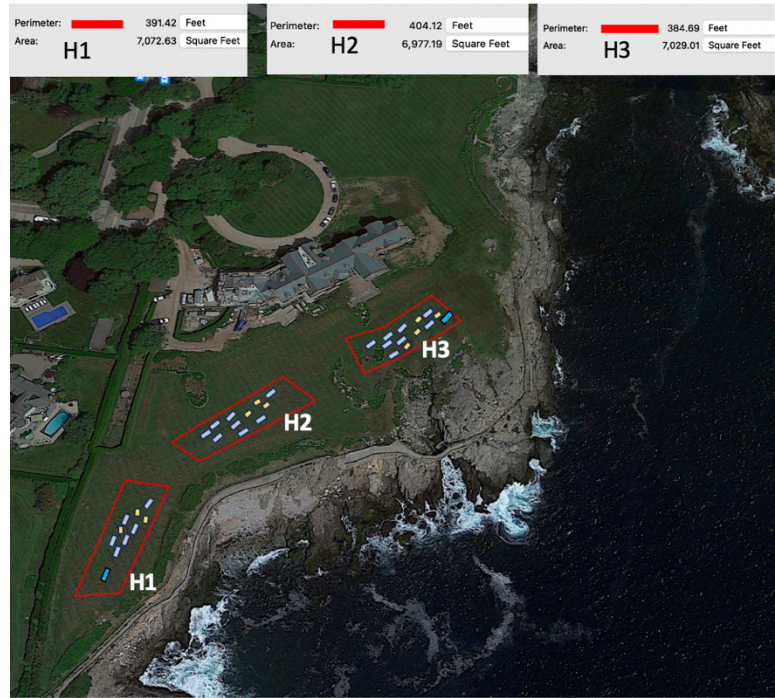 Perimeter: 391.42 Feet
Area: 7,072.63 Square Feet
H1
Perimeter: 404.12 Feet
Area: 6,977.19 Square Feet
H2
Perimeter: 384.69 Feet
Area: 7,029.01 Square Feet
H3
H3
H2
H1